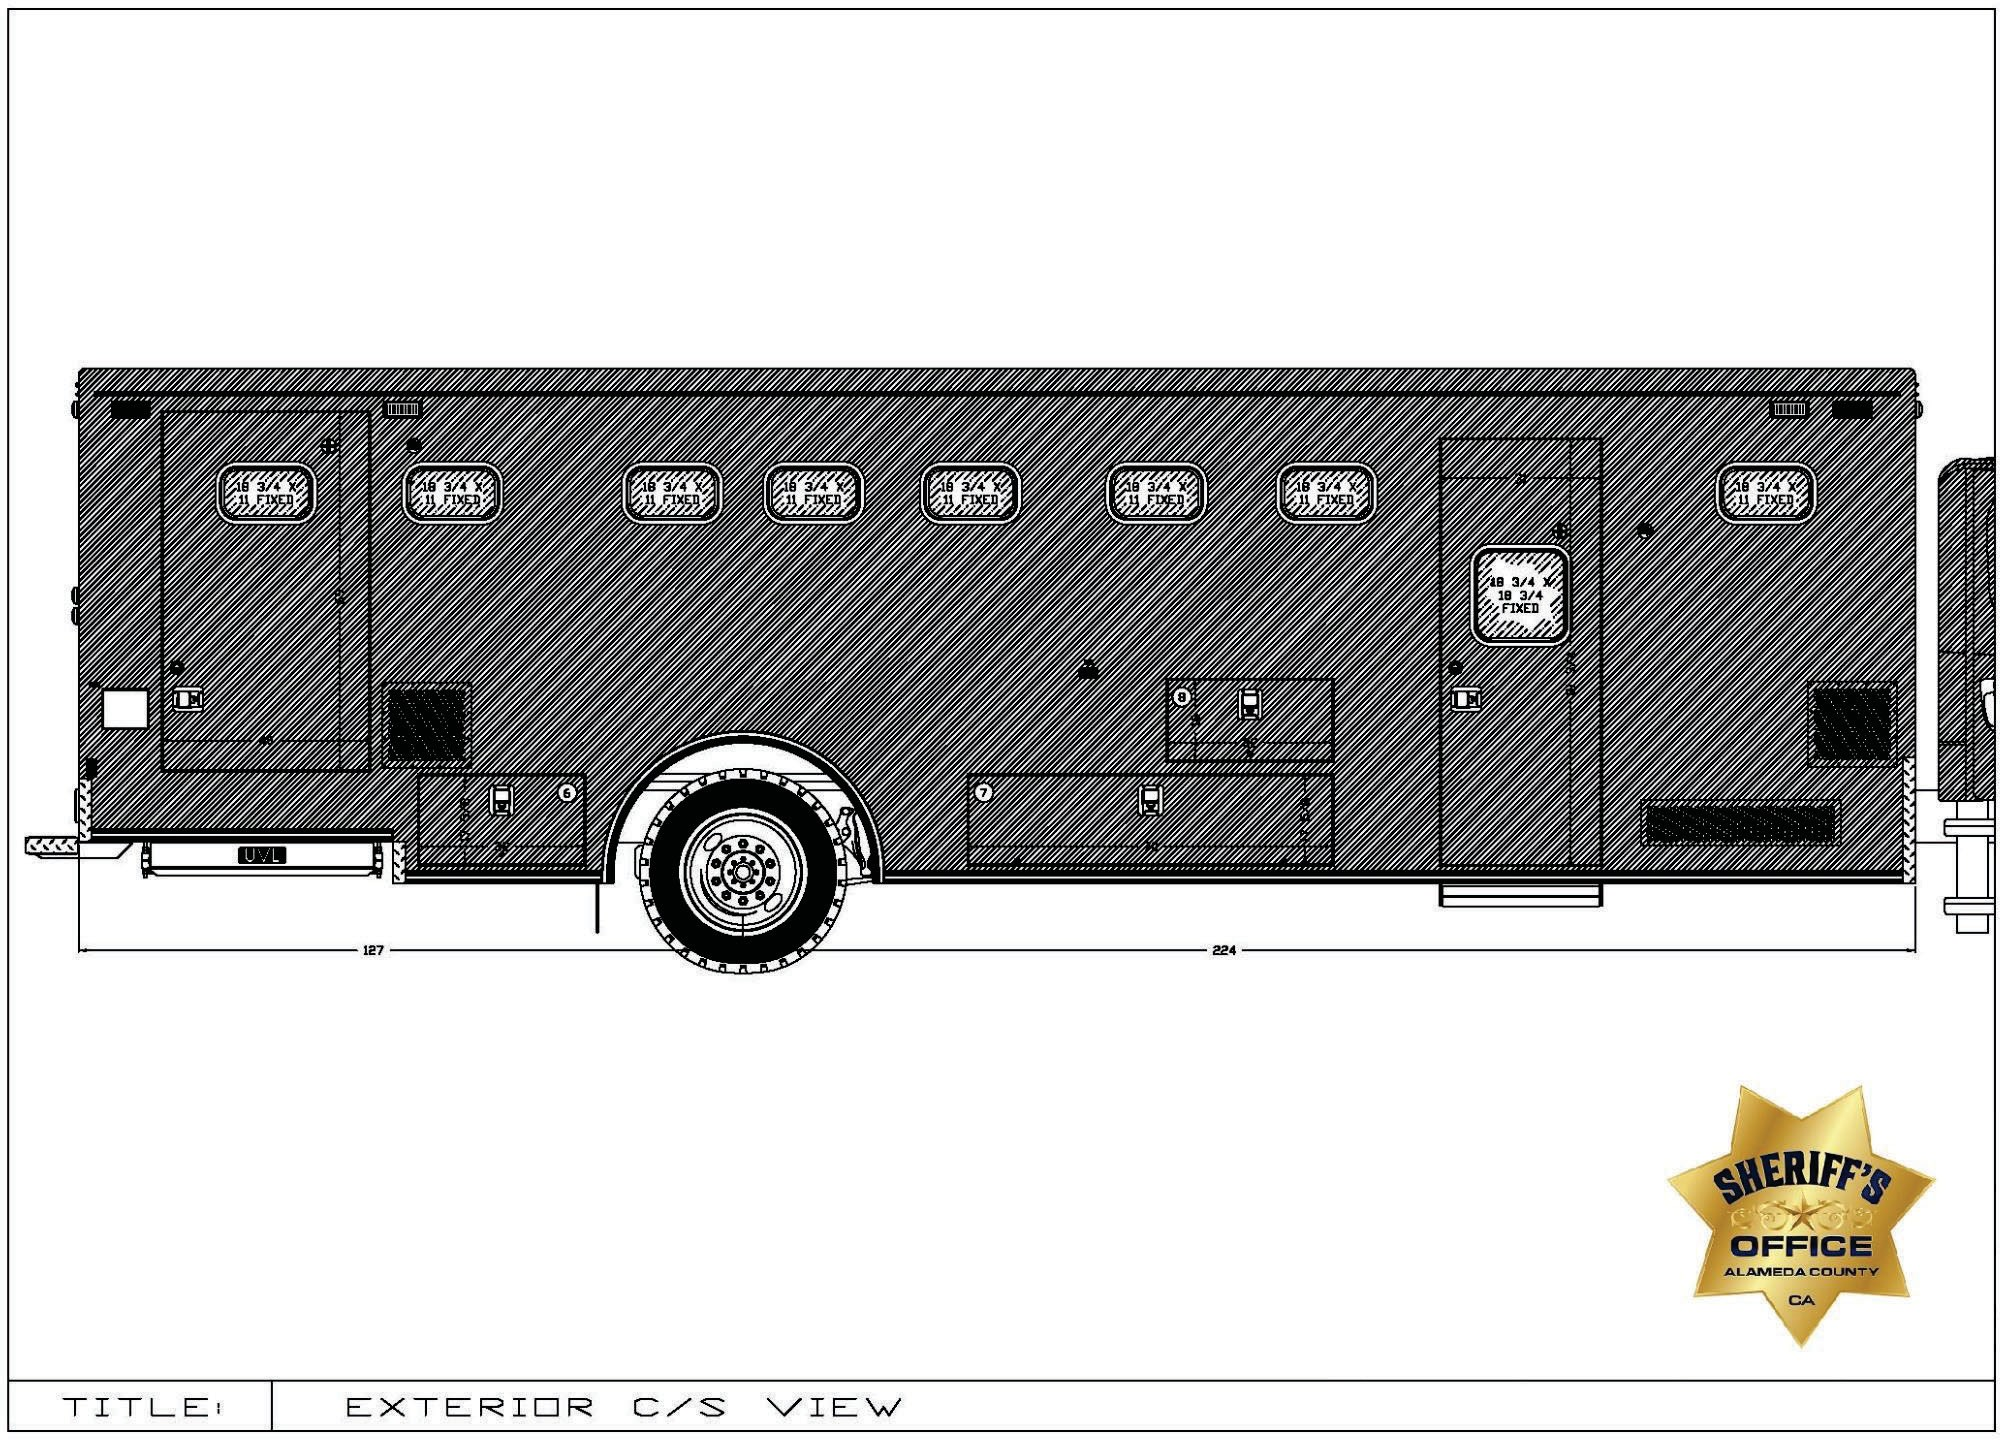 18 3/4 X
11 FIXED
18 3/4 X
11 FIXED
18 3/4 X
11 FIXED
18 3/4 X
11 FIXED
18 3/4 X
11 FIXED
18 3/4 X
11 FIXED
18 3/4 X
11 FIXED
18 3/4 X
11 FIXED
18 3/4 X
18 3/4
FIXED
8
6
7
UVL
127
224
SHERIFF'S
OFFICE
ALAMEDA COUNTY
CA
TITLE:
EXTERIOR C/S VIEW